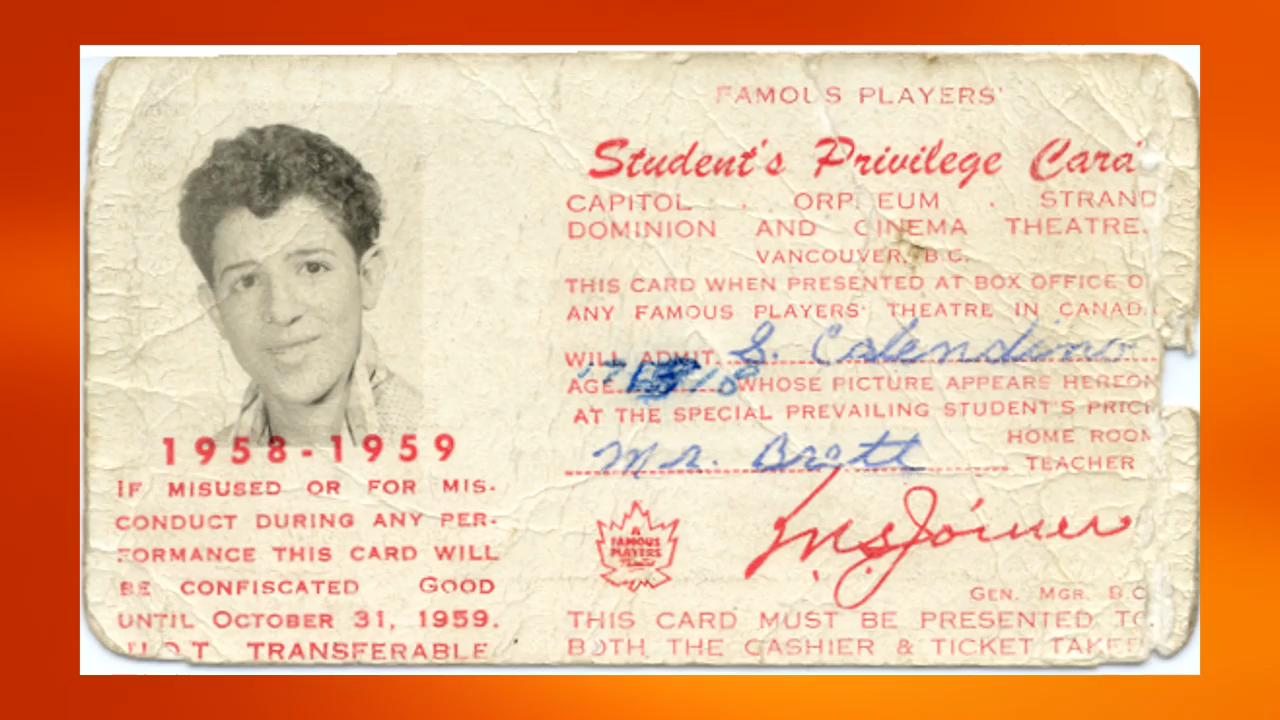 1958-1959
IF MISUSED OR FOR MIS-
CONDUCT DURING ANY PER-
FORMANCE THIS CARD WILL
BE CONFISCATED GOOD
UNTIL OCTOBER 31, 1959.
NOT TRANSFERABLE
FAMOUS PLAYERS'
Student's Privilege Card
CAPITOL . ORPHEUM . STRAND
DOMINION AND CINEMA THEATRE.
VANCOUVER, B.C.
THIS CARD WHEN PRESENTED AT BOX OFFICE O
ANY FAMOUS PLAYERS' THEATRE IN CANAD
WILL ADMIT S. Calendino
AGE WHOSE PICTURE APPEARS HEREON
AT THE SPECIAL PREVAILING STUDENT'S PRICE
HOME ROOM
Mr. Brett TEACHER
A FAMOUS PLAYERS Theatre
GEN. MGR. B.C.
THIS CARD MUST BE PRESENTED TO
BOTH THE CASHIER & TICKET TAKER